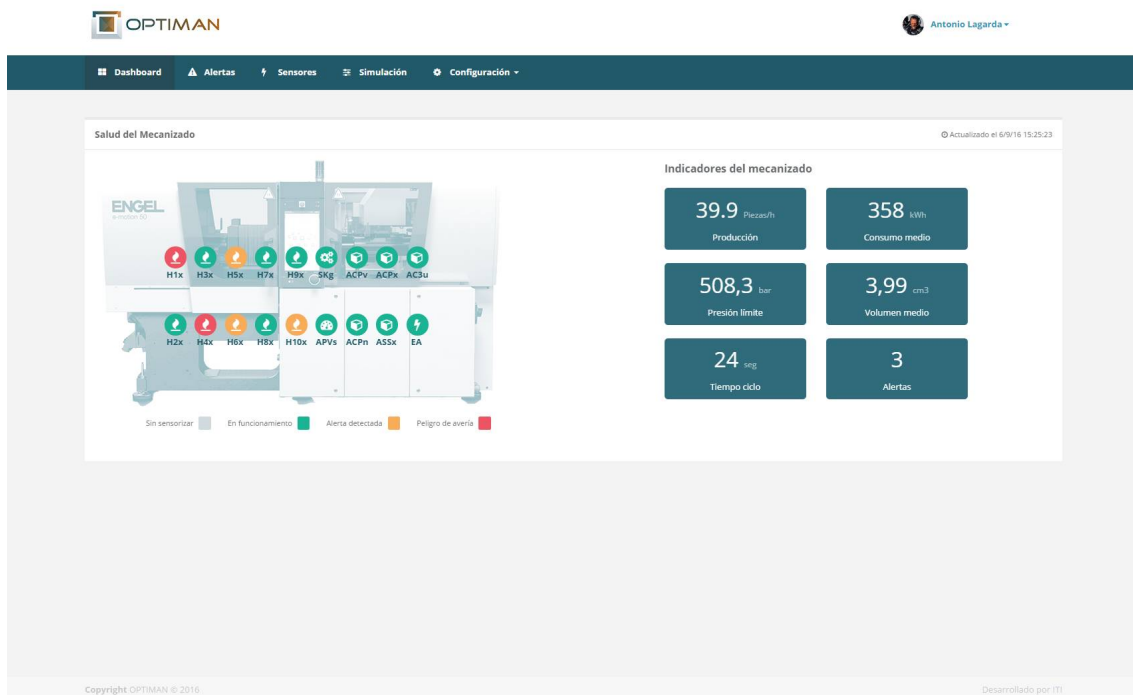 OPTIMAN
Antonio Lagarda
Dashboard Alertas Sensores Simulación Configuración
Salud del Mecanizado
Actualizado el 6/9/16 15:25:23
ENGEL
e-motion 50
H1x H3x H5x H7x H9x SKg ACPv ACPx AC3u
H2x H4x H6x H8x H10x APVs ACPn ASSx EA
Sin sensorizar En funcionamiento Alerta detectada Peligro de avería
Indicadores del mecanizado
39.9 Piezas/h
Producción
358 kWh
Consumo medio
508,3 bar
Presión límite
3,99 cm3
Volumen medio
24 seg
Tiempo ciclo
3
Alertas
Copyright OPTIMAN © 2016
Desarrollado por ITI